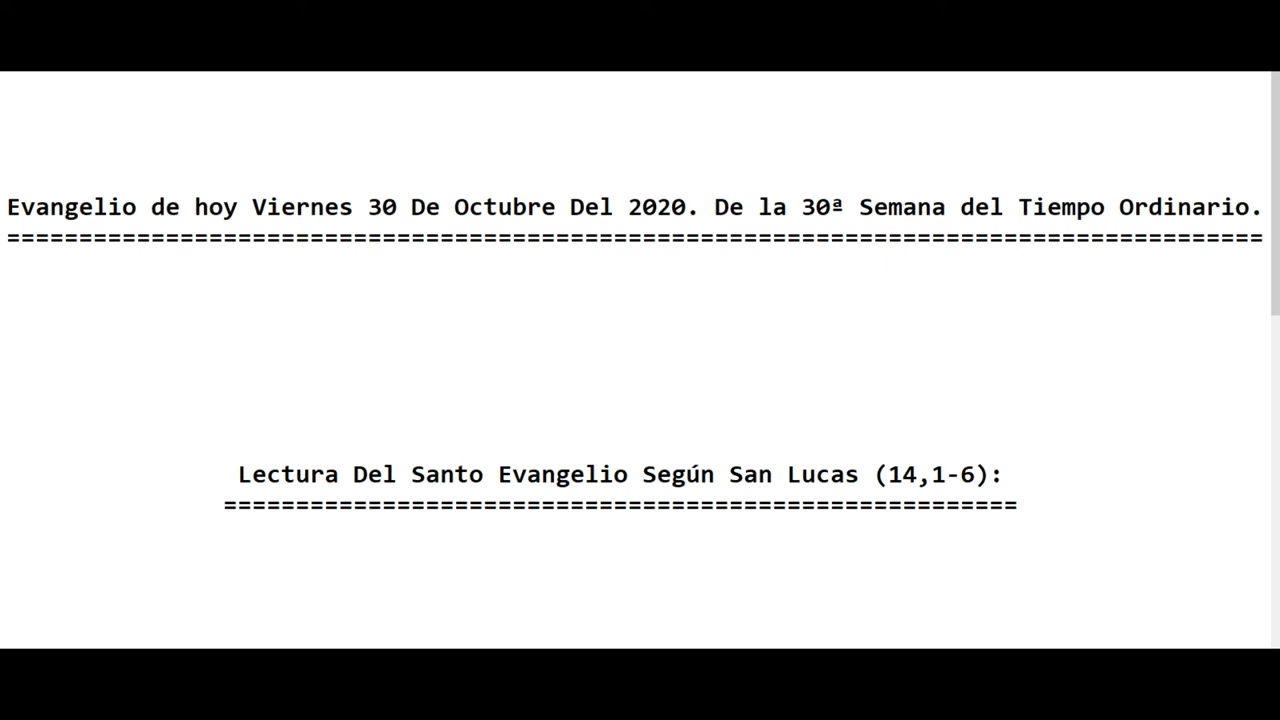 Evangelio de hoy Viernes 30 De Octubre Del 2020. De la 30ª Semana del Tiempo Ordinario.
=======================================================================================
Lectura Del Santo Evangelio Según San Lucas (14,1-6):
=======================================================